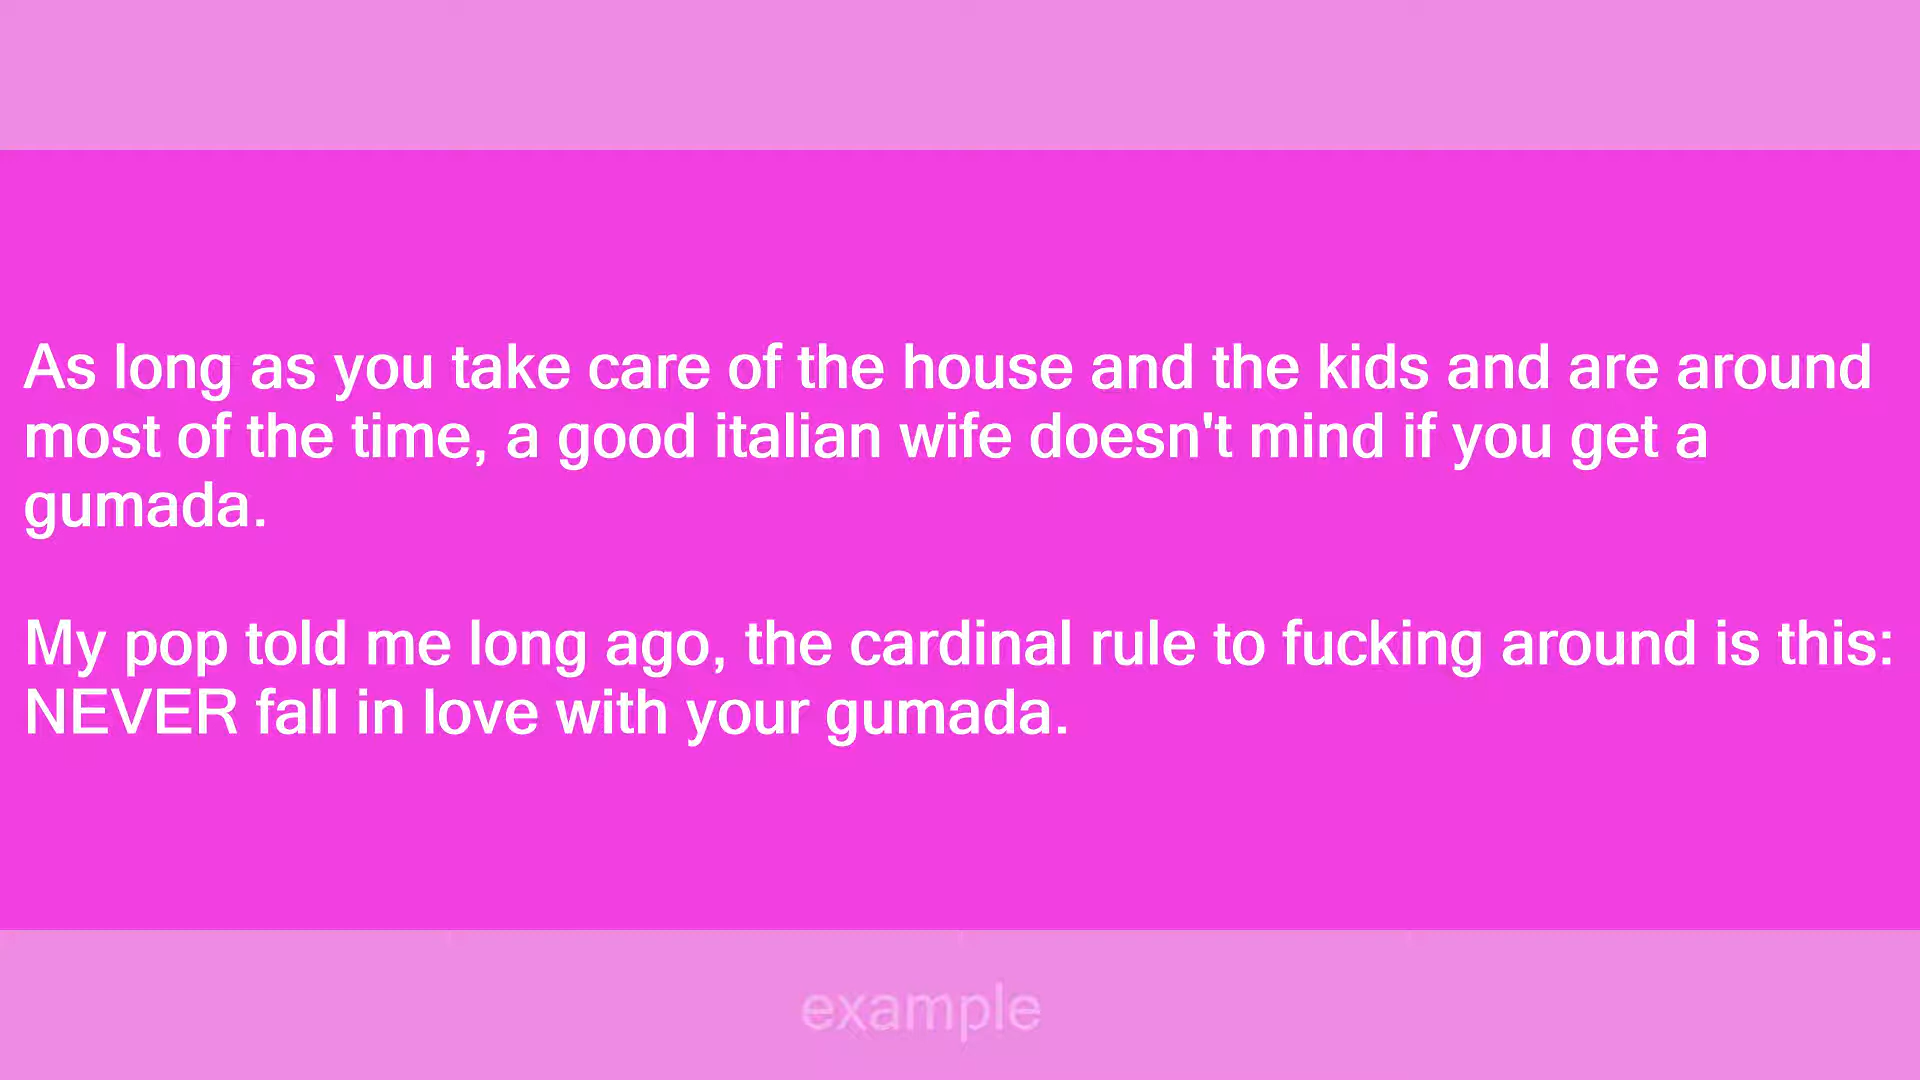 As long as you take care of the house and the kids and are around
most of the time, a good italian wife doesn't mind if you get a
gumada.
My pop told me long ago, the cardinal rule to fucking around is this:
NEVER fall in love with your gumada.
example